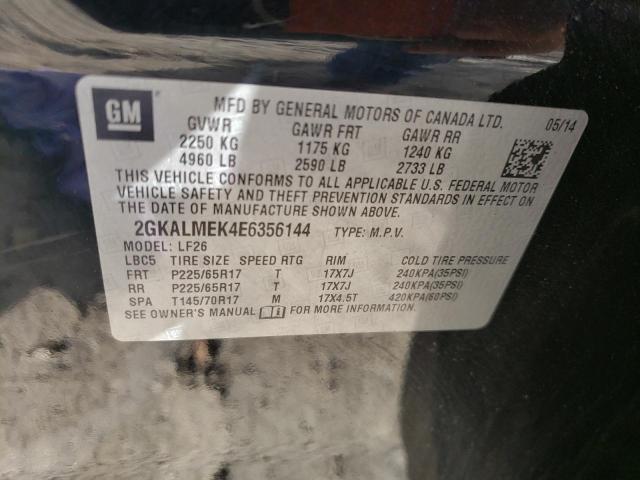 GM
MFD BY GENERAL MOTORS OF CANADA LTD. 05/14
GVWR GAWR FRT GAWR RR
2250 KG 1175 KG 1240 KG
4960 LB 2590 LB 2733 LB
THIS VEHICLE CONFORMS TO ALL APPLICABLE U.S. FEDERAL MOTOR
VEHICLE SAFETY AND THEFT PREVENTION STANDARDS IN EFFECT ON
THE DATE OF MANUFACTURE SHOWN ABOVE.
2GKALMEK4E6356144 TYPE: M.P.V.
MODEL: LF26
LBC5 TIRE SIZE SPEED RTG RIM COLD TIRE PRESSURE
FRT P225/65R17 T 17X7J 240KPA(35PSI)
RR P225/65R17 T 17X7J 240KPA(35PSI)
SPA T145/70R17 M 17X4.5T 420KPA(60PSI)
SEE OWNER'S MANUAL FOR MORE INFORMATION.